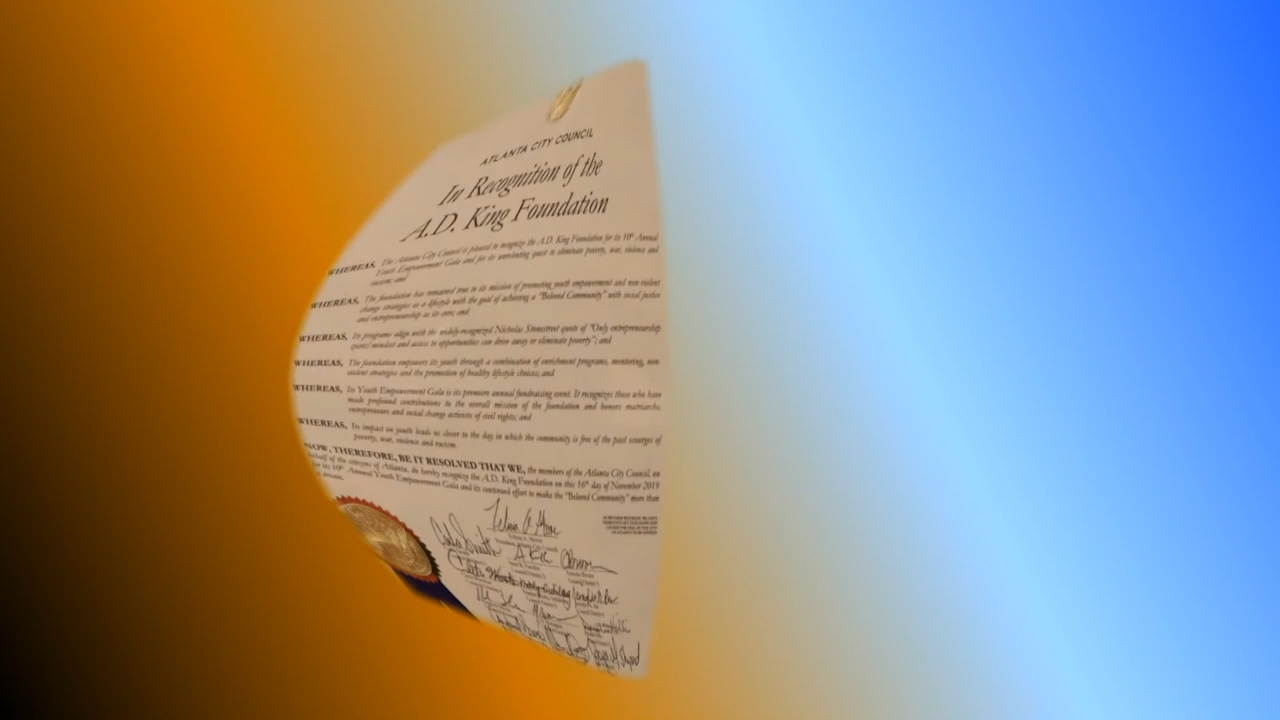 ATLANTA CITY COUNCIL
In Recognition of the
A.D. King Foundation
WHEREAS, The Atlanta City Council is pleased to recognize the A.D. King Foundation for its 10th Annual
Youth Empowerment Gala and for its unrelenting quest to eliminate poverty, war, violence and
racism; and
WHEREAS, The foundation has remained true to its mission of promoting youth empowerment and non-violent
change strategies as a lifestyle with the goal of achieving a "Beloved Community" with social justice
and entrepreneurship as its core; and
WHEREAS, Its programs align with the widely-recognized Nicholas Stonestreet quote of "Only entrepreneurship
spirit/ mindset and access to opportunities can drive away or eliminate poverty"; and
WHEREAS, The foundation empowers its youth through a combination of enrichment programs, mentoring, non-
violent strategies and the promotion of healthy lifestyle choices; and
WHEREAS, Its Youth Empowerment Gala is its premiere annual fundraising event. It recognizes those who have
made profound contributions to the overall mission of the foundation and honors matriarchs,
entrepreneurs and social change activists of civil rights; and
WHEREAS, Its impact on youth leads us closer to the day in which the community is free of the past scourges of
poverty, war, violence and racism.
NOW, THEREFORE, BE IT RESOLVED THAT WE, the members of the Atlanta City Council, on
behalf of the citizens of Atlanta, do hereby recognize the A.D. King Foundation on this 16th day of November 2019
for its 10th Annual Youth Empowerment Gala and its continued effort to make the "Beloved Community" more than